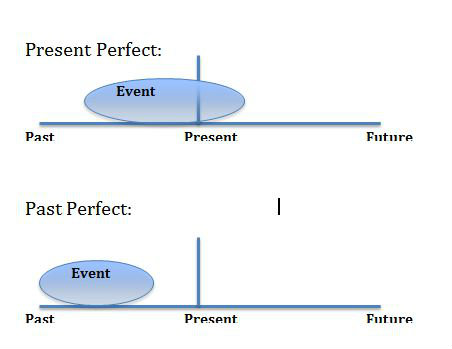 Present Perfect:
Event
Past Present Future
Past Perfect:
Event
Past Present Future